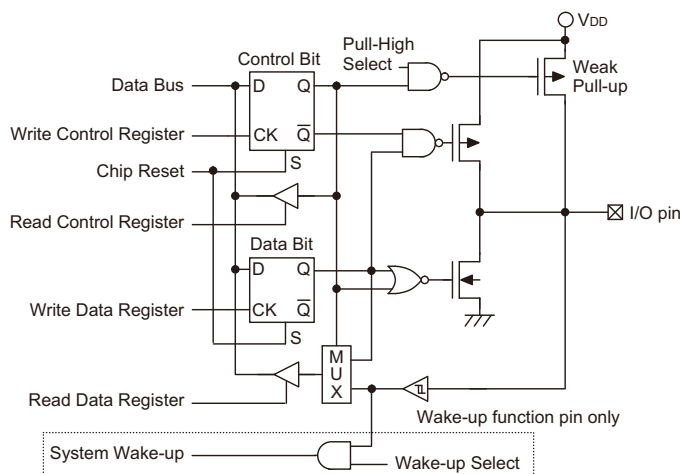 VDD
Control Bit
Pull-High
Select
Weak
Pull-up
Data Bus
D
Q
Write Control Register
CK
Q
Chip Reset
S
Read Control Register
I/O pin
Data Bit
D
Q
Write Data Register
CK
Q
S
M
U
X
Read Data Register
Wake-up function pin only
System Wake-up
Wake-up Select